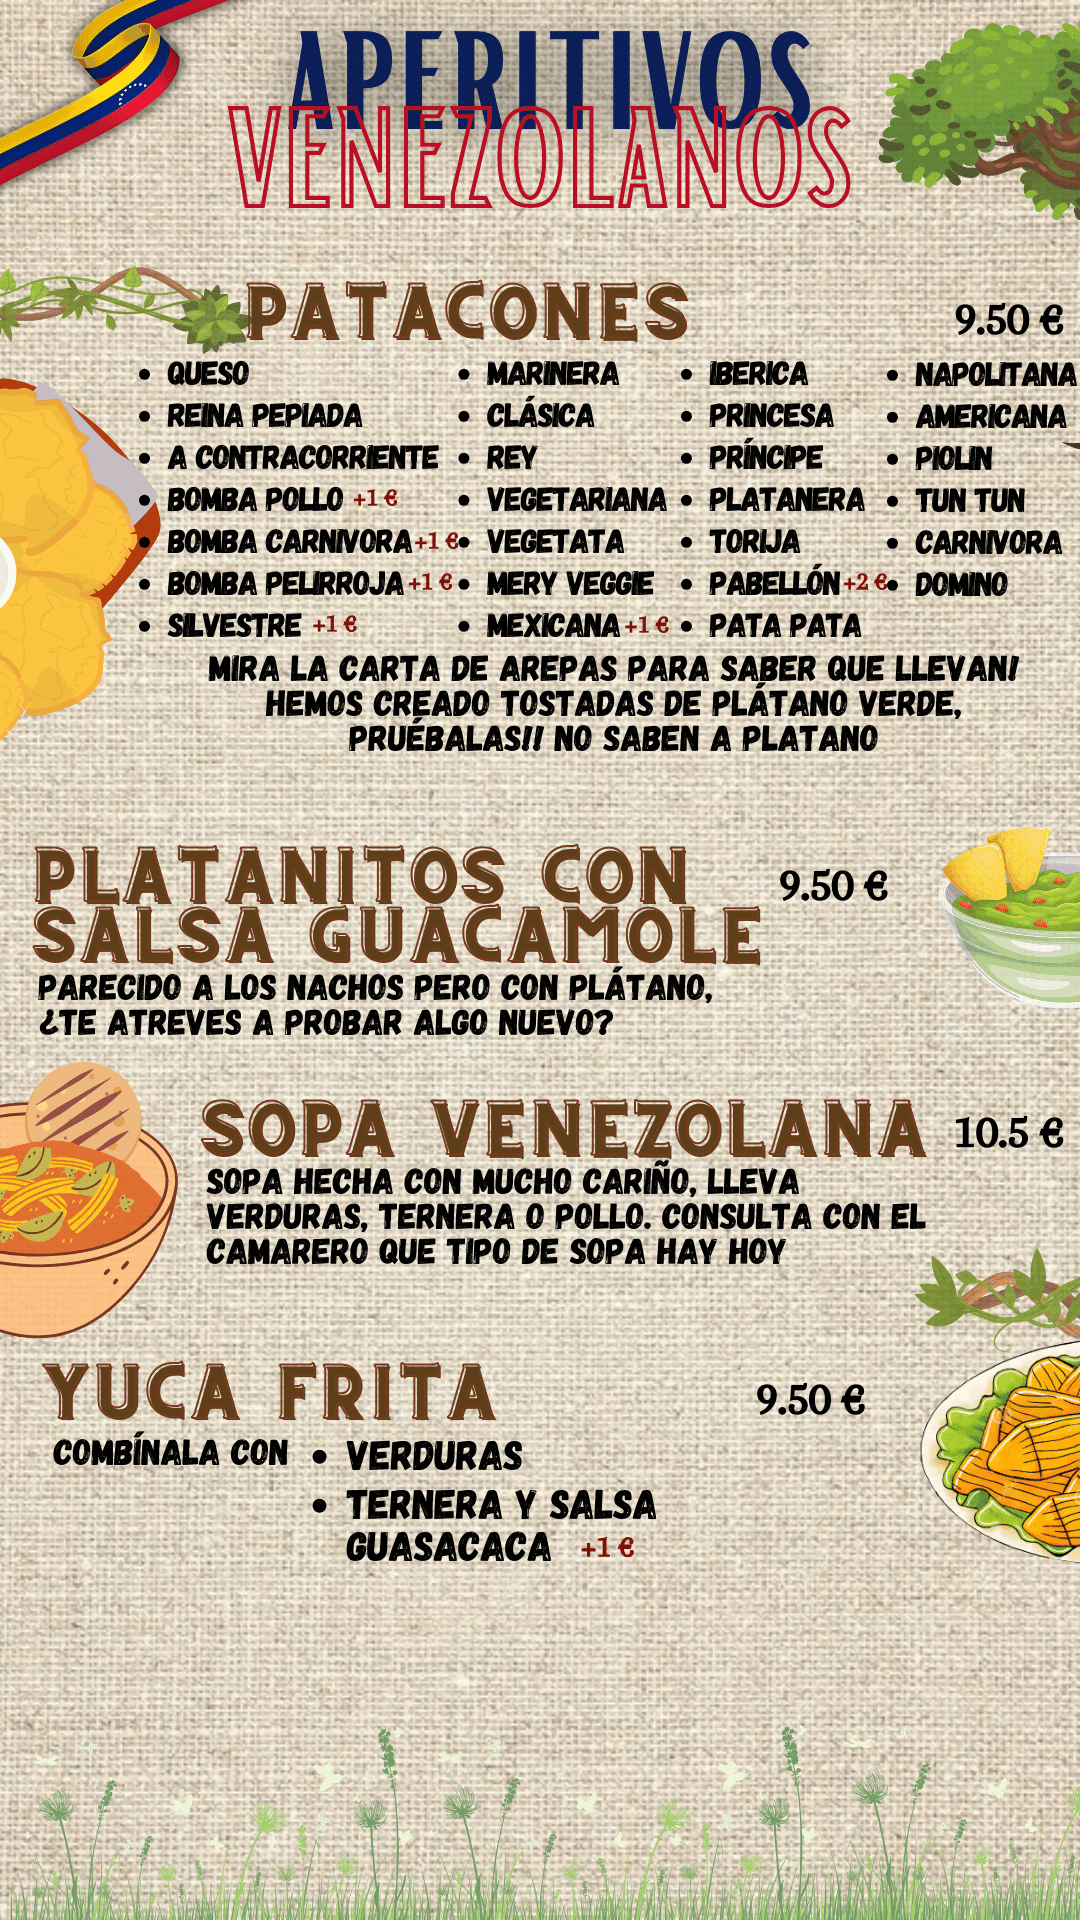 APERITIVOS
VENEZOLANOS
PATACONES
9.50 €
QUESO
REINA PEPIADA
A CONTRACORRIENTE
BOMBA POLLO +1 €
BOMBA CARNIVORA +1 €
BOMBA PELIRROJA +1 €
SILVESTRE +1 €
MARINERA
CLÁSICA
REY
VEGETARIANA
VEGETATA
MERY VEGGIE
MEXICANA +1 €
IBERICA
PRINCESA
PRÍNCIPE
PLATANERA
TORIJA
PABELLÓN +2 €
PATA PATA
NAPOLITANA
AMERICANA
PIOLIN
TUN TUN
CARNIVORA
DOMINO
MIRA LA CARTA DE AREPAS PARA SABER QUE LLEVAN!
HEMOS CREADO TOSTADAS DE PLÁTANO VERDE,
PRUÉBALAS!! NO SABEN A PLATANO
PLATANITOS CON
SALSA GUACAMOLE
9.50 €
PARECIDO A LOS NACHOS PERO CON PLÁTANO,
¿TE ATREVES A PROBAR ALGO NUEVO?
SOPA VENEZOLANA
10.5 €
SOPA HECHA CON MUCHO CARIÑO, LLEVA
VERDURAS, TERNERA O POLLO. CONSULTA CON EL
CAMARERO QUE TIPO DE SOPA HAY HOY
YUCA FRITA
9.50 €
COMBÍNALA CON
VERDURAS
TERNERA Y SALSA
GUASACACA +1 €